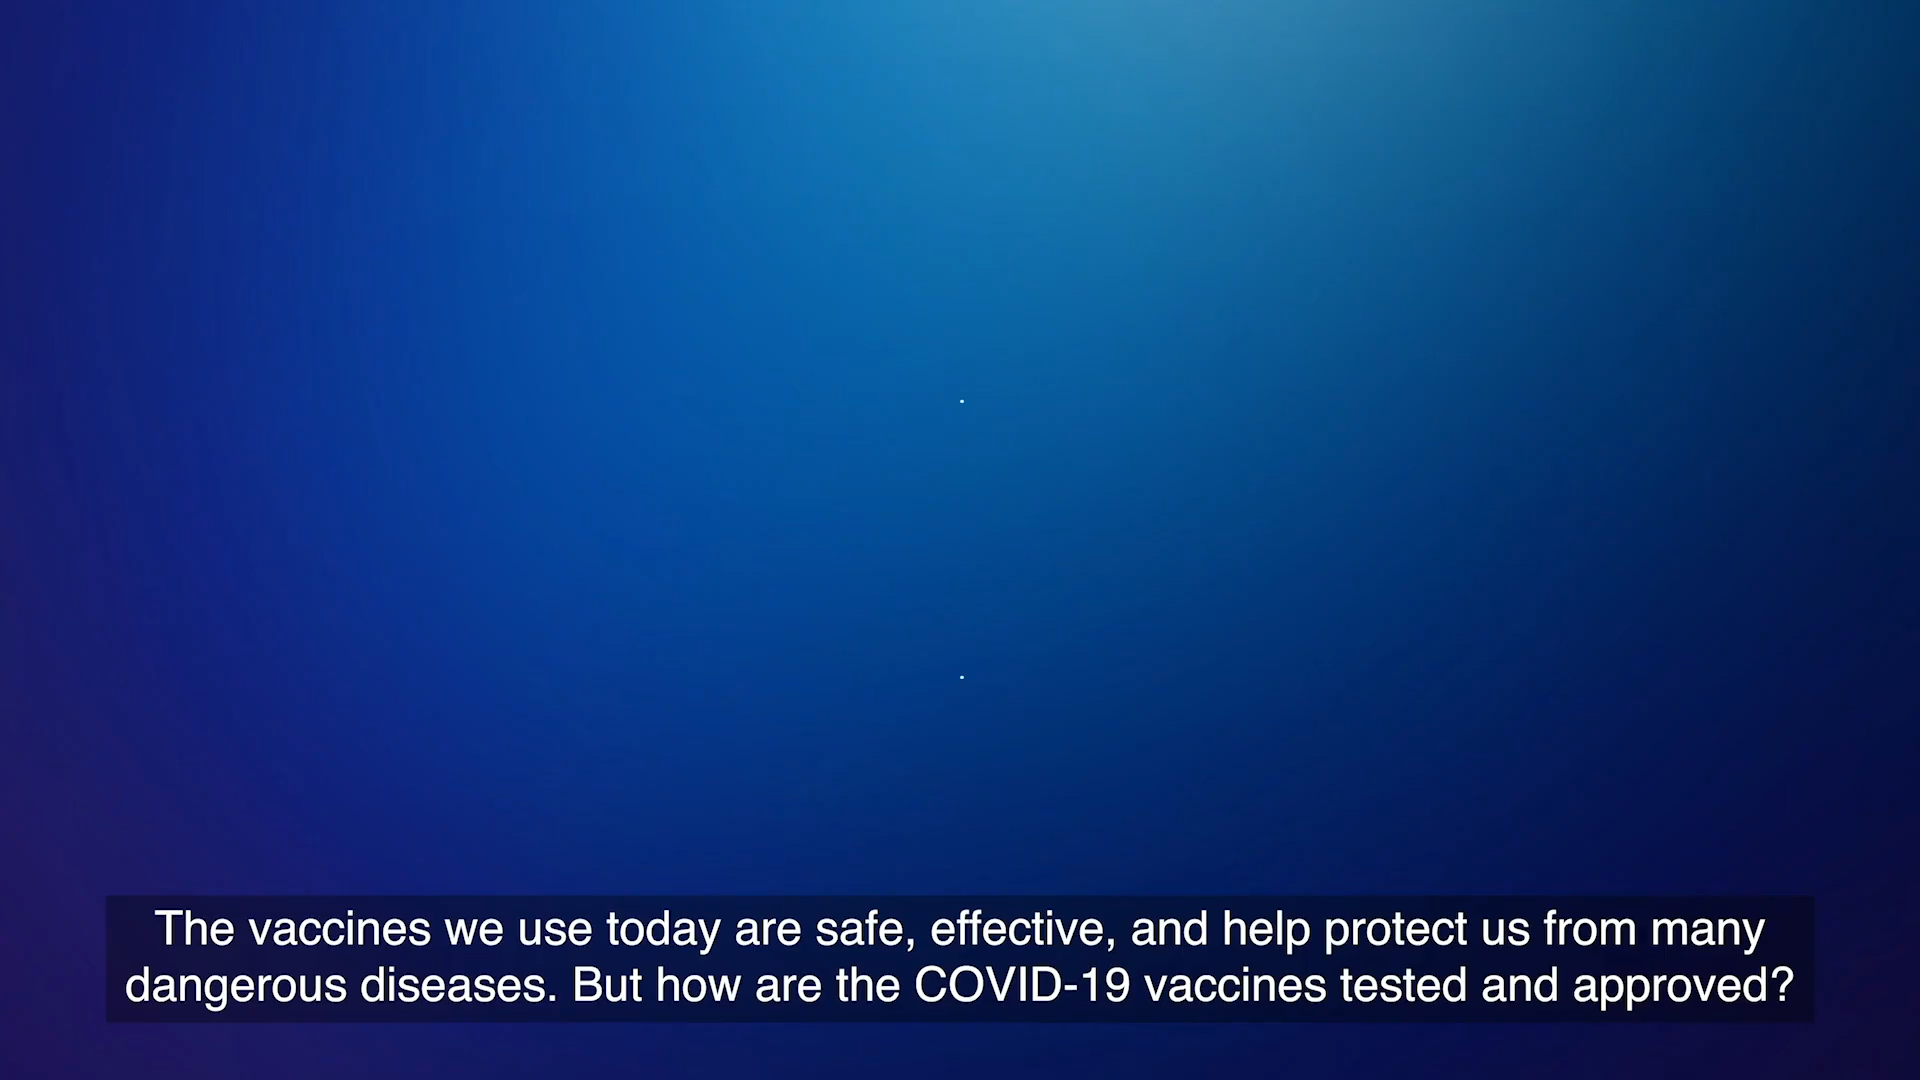 The vaccines we use today are safe, effective, and help protect us from many
dangerous diseases. But how are the COVID-19 vaccines tested and approved?